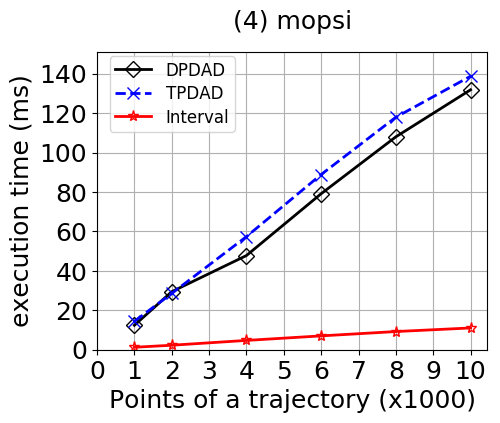 (4) mopsi
DPDAD
TPDAD
Interval
execution time (ms)
140
120
100
80
60
40
20
0
0 1 2 3 4 5 6 7 8 9 10
Points of a trajectory (x1000)